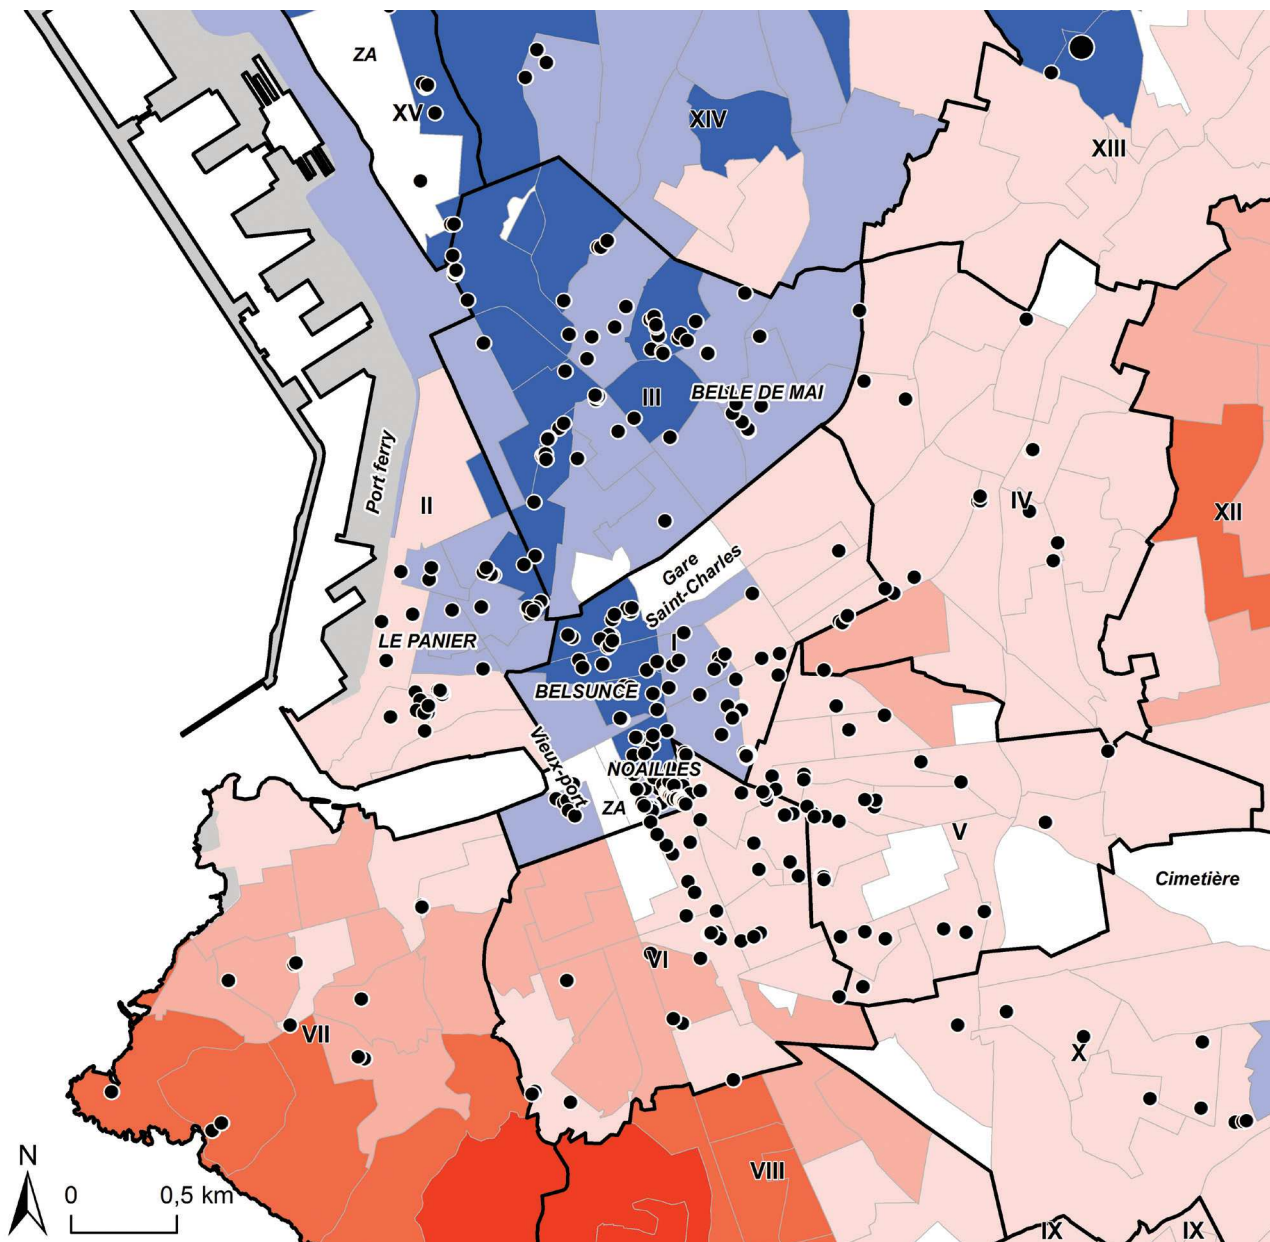 ZA
XV
XIV
XIII
III
BELLE DE MAI
Port ferry
II
IV
XII
Gare
Saint-Charles
I
LE PANIER
BELSUNCE
Vieux-port
NOAILLES
ZA
V
Cimetière
VI
VII
X
VIII
IX
IX
N
0
0,5 km